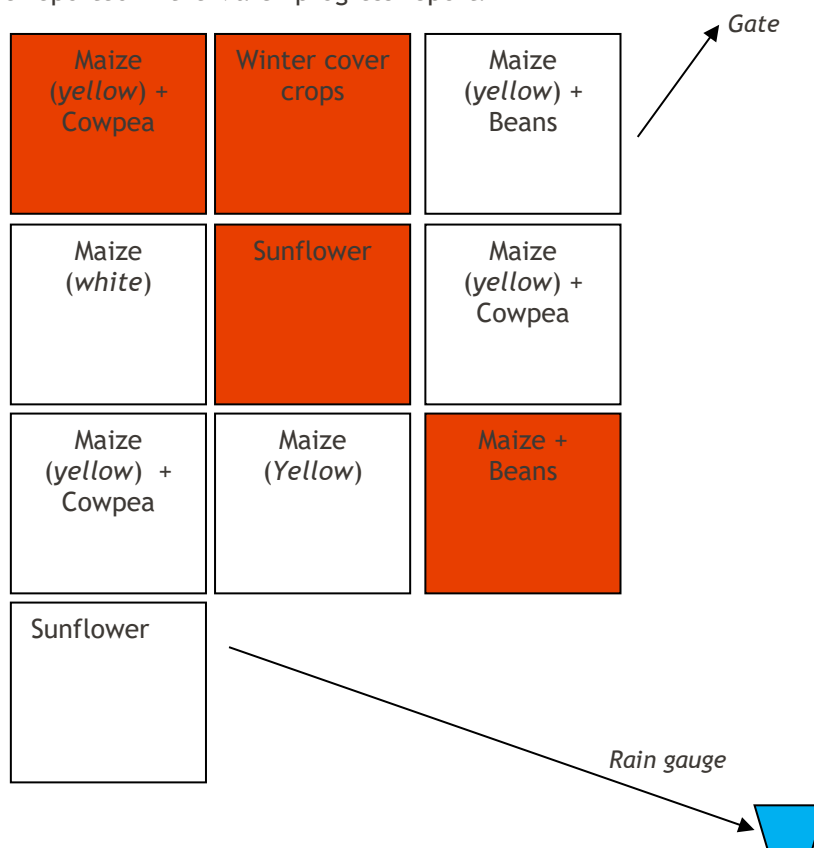 Gate
Maize
(yellow) +
Cowpea
Winter cover
crops
Maize
(yellow) +
Beans
Maize
(white)
Sunflower
Maize
(yellow) +
Cowpea
Maize
(yellow) +
Cowpea
Maize
(Yellow)
Maize +
Beans
Sunflower
Rain gauge